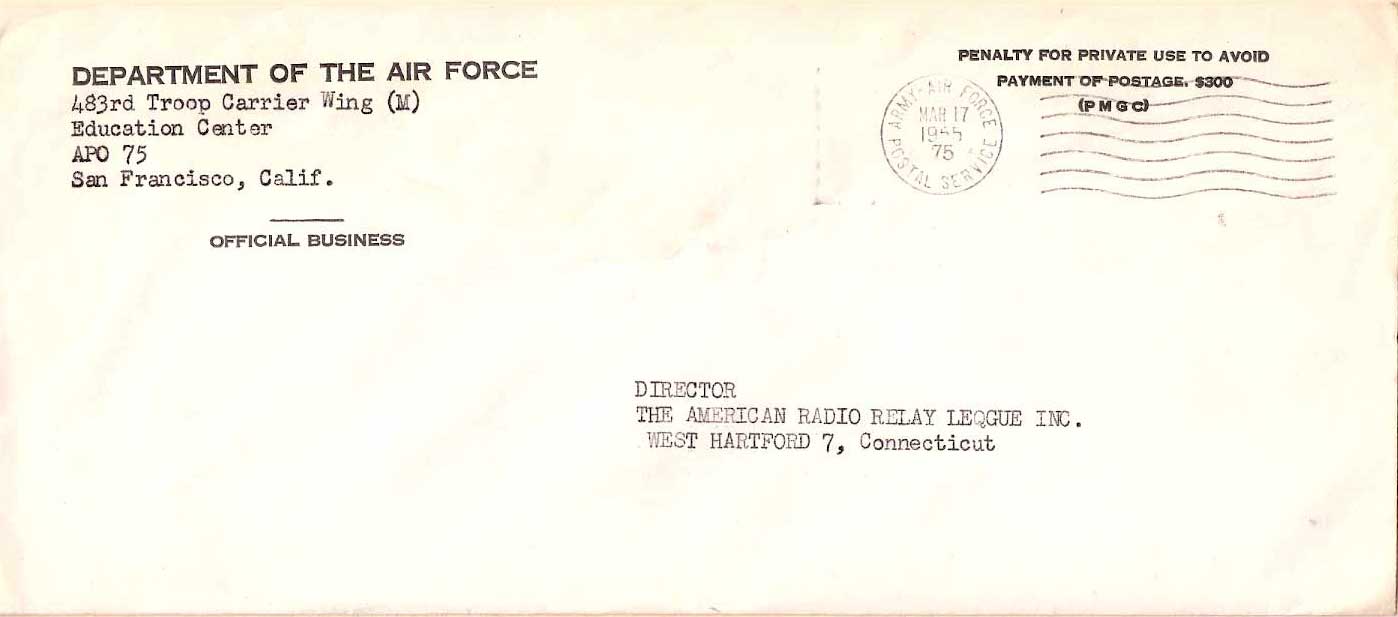 DEPARTMENT OF THE AIR FORCE
483rd Troop Carrier Wing (M)
Education Center
APO 75
San Francisco, Calif.
OFFICIAL BUSINESS
PENALTY FOR PRIVATE USE TO AVOID
PAYMENT OF POSTAGE, $300
(P M G C)
ARMY-AIR FORCE
MAR 17
1955
75
POSTAL SERVICE
DIRECTOR
THE AMERICAN RADIO RELAY LEQGUE INC.
WEST HARTFORD 7, Connecticut